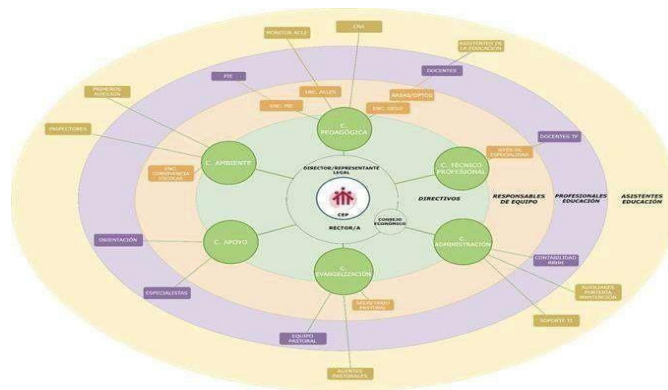 MONITOR ACLE
CRA
ASISTENTES DE
LA EDUCACIÓN
PIE
DOCENTES
PRIMEROS
AUXILIOS
ENC. ACLES
BASAS/DPTOS
ENC. PIE
ENC. CICLO
C.
PEDAGÓGICA
INSPECTORES
DOCENTES TP
JEFES DE
ESPECIALIDAD
C. AMBIENTE
ENC.
CONVIVENCIA
ESCOLAR
DIRECTOR/REPRESENTANTE
LEGAL
C. TÉCNICO
PROFESIONAL
CEP
DIRECTIVOS
RESPONSABLES
DE EQUIPO
PROFESIONALES
EDUCACIÓN
ASISTENTES
EDUCACIÓN
CONSEJO
ECONÓMICO
RECTOR/A
ORIENTACIÓN
C. APOYO
C.
ADMINISTRACIÓN
CONTABILIDAD
RRHH
C.
EVANGELIZACIÓN
ESPECIALISTAS
AUXILIARES
PORTERÍA
MANTENCIÓN
SECRETARIO
PASTORAL
SOPORTE TI
EQUIPO
PASTORAL
AGENTES
PASTORALES